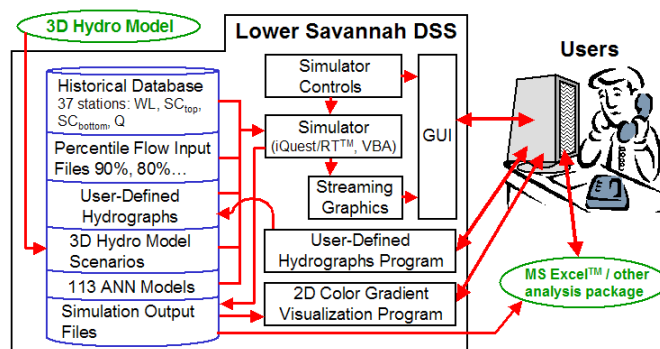 3D Hydro Model
Lower Savannah DSS
Users
Historical Database
37 stations: WL, SCtop,
SCbottom, Q
Percentile Flow Input
Files 90%, 80%...
User-Defined
Hydrographs
3D Hydro Model
Scenarios
113 ANN Models
Simulation Output
Files
Simulator
Controls
Simulator
(iQuest/RT™, VBA)
Streaming
Graphics
GUI
User-Defined
Hydrographs Program
2D Color Gradient
Visualization Program
MS Excel™ / other
analysis package